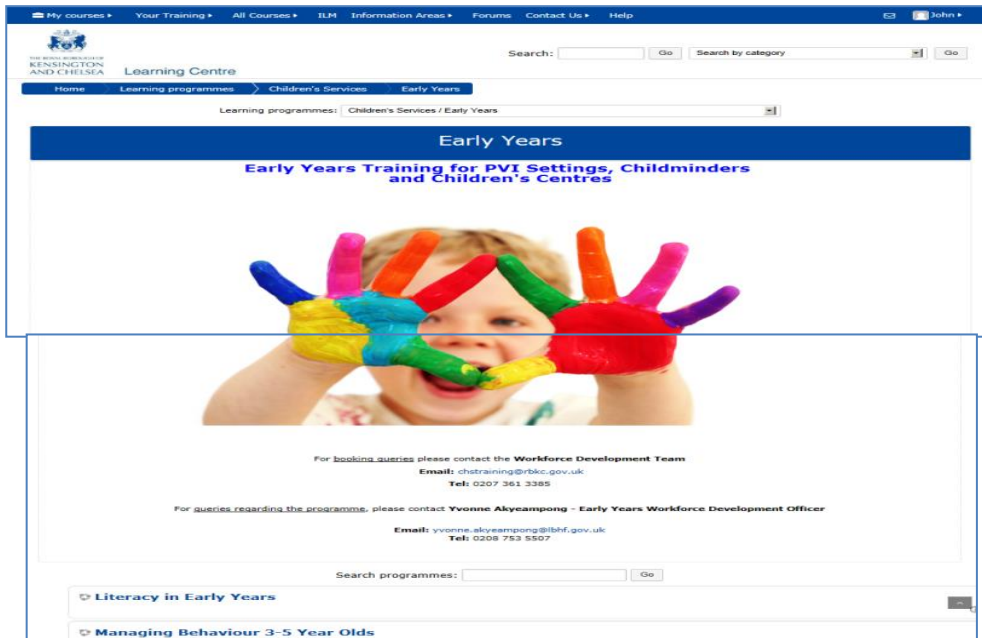 My courses Your Training All Courses ILM Information Areas Forums Contact Us Help John
THE ROYAL BOROUGH OF
KENSINGTON
AND CHELSEA
Learning Centre
Search: Go Search by category Go
Home Learning programmes Children's Services Early Years
Learning programmes: Children's Services / Early Years
Early Years
Early Years Training for PVI Settings, Childminders
and Children's Centres
For booking queries please contact the Workforce Development Team
Email: chstraining@rbkc.gov.uk
Tel: 0207 361 3385
For queries regarding the programme, please contact Yvonne Akyeampong - Early Years Workforce Development Officer
Email: yvonne.akyeampong@lbhf.gov.uk
Tel: 0208 753 5507
Search programmes: Go
Literacy in Early Years
Managing Behaviour 3-5 Year Olds